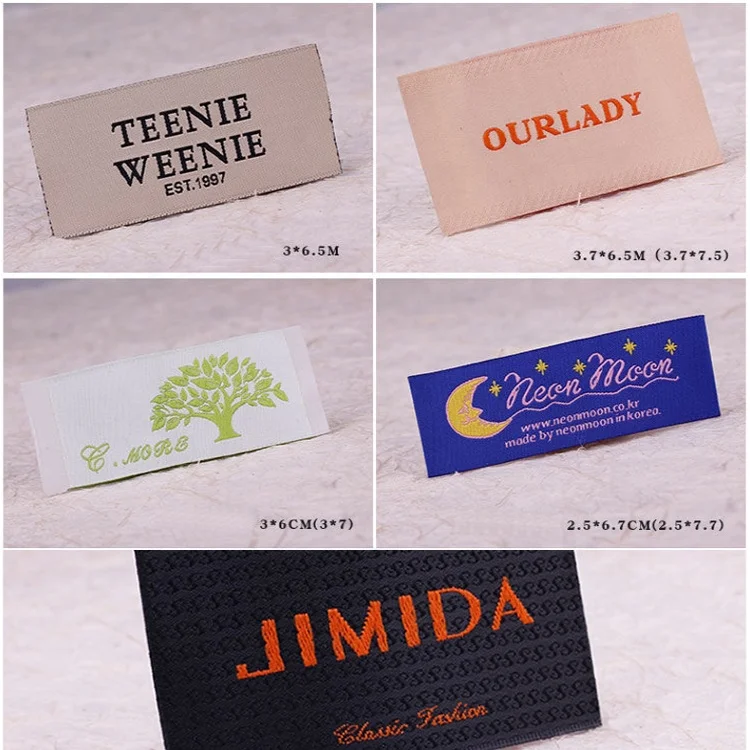 TEENIE
WEENIE
EST.1997
3*6.5M
OURLADY
3.7*6.5M（3.7*7.5）
C.MORE
3*6CM(3*7)
Neon Moon
www.neonmoon.co.kr
made by neonmoon in korea.
2.5*6.7CM(2.5*7.7)
JIMIDA
Classic Fashion